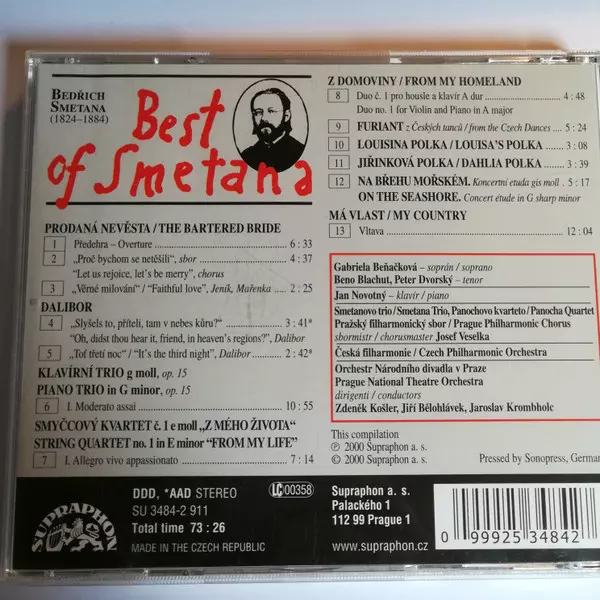 BEDŘICH
SMETANA
(1824–1884)
Best
of Smetana
PRODANÁ NEVĚSTA / THE BARTERED BRIDE
1 Předehra – Overture 6 : 33
2 „Proč bychom se netěšili", sbor 4 : 37
"Let us rejoice, let's be merry", chorus
3 „Věrné milování" / "Faithful love", Jeník, Mařenka 2 : 25
DALIBOR
4 „Slyšels to, příteli, tam v nebes kůru?" 3 : 41*
"Oh, didst thou hear it, friend, in heaven's regions?", Dalibor
5 „Toť třetí noc" / "It's the third night", Dalibor 2 : 42*
KLAVÍRNÍ TRIO g moll, op. 15
PIANO TRIO in G minor, op. 15
6 I. Moderato assai 10 : 55
SMYČCOVÝ KVARTET č. 1 e moll „Z MÉHO ŽIVOTA"
STRING QUARTET no. 1 in E minor "FROM MY LIFE"
7 I. Allegro vivo appassionato 7 : 14
Z DOMOVINY / FROM MY HOMELAND
8 Duo č. 1 pro housle a klavír A dur 4 : 48
Duo no. 1 for Violin and Piano in A major
9 FURIANT z Českých tanců / from the Czech Dances 5 : 24
10 LOUISINA POLKA / LOUISA'S POLKA 3 : 08
11 JIŘINKOVÁ POLKA / DAHLIA POLKA 3 : 39
12 NA BŘEHU MOŘSKÉM. Koncertní etuda gis moll 5 : 17
ON THE SEASHORE. Concert étude in G sharp minor
MÁ VLAST / MY COUNTRY
13 Vltava 12 : 04
Gabriela Beňačková – soprán / soprano
Beno Blachut, Peter Dvorský – tenor
Jan Novotný – klavír / piano
Smetanovo trio / Smetana Trio, Panochovo kvarteto / Panocha Quartet
Pražský filharmonický sbor / Prague Philharmonic Chorus
sbormistr / chorusmaster Josef Veselka
Česká filharmonie / Czech Philharmonic Orchestra
Orchestr Národního divadla v Praze
Prague National Theatre Orchestra
dirigenti / conductors
Zdeněk Košler, Jiří Bělohlávek, Jaroslav Krombholc
This compilation
℗ 2000 Supraphon a. s.
© 2000 Supraphon a. s.
Pressed by Sonopress, German
SUPRAPHON
DDD, *AAD STEREO
SU 3484-2 911
Total time 73 : 26
MADE IN THE CZECH REPUBLIC
LC 00358
Supraphon a. s.
Palackého 1
112 99 Prague 1
www.supraphon.cz
0 99925 34842